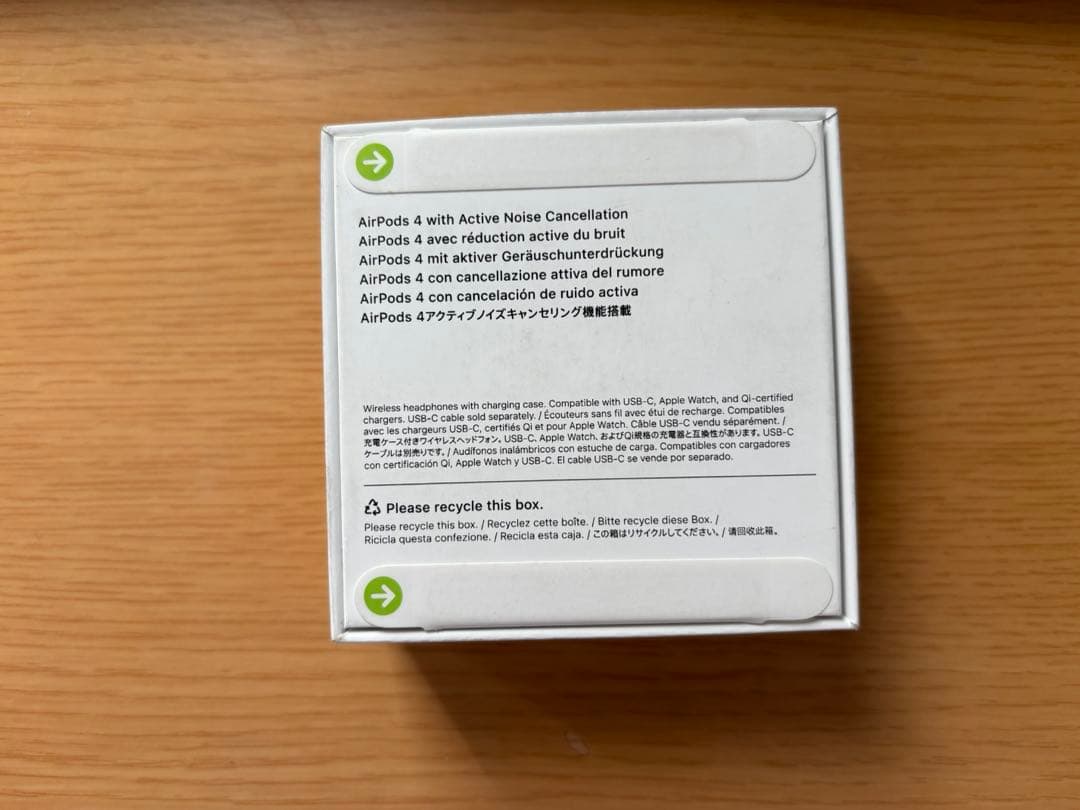 AirPods 4 with Active Noise Cancellation
AirPods 4 avec réduction active du bruit
AirPods 4 mit aktiver Geräuschunterdrückung
AirPods 4 con cancellazione attiva del rumore
AirPods 4 con cancelación de ruido activa
AirPods 4アクティブノイズキャンセリング機能搭載
Wireless headphones with charging case. Compatible with USB-C, Apple Watch, and Qi-certified
chargers. USB-C cable sold separately. / Écouteurs sans fil avec étui de recharge. Compatibles
avec les chargeurs USB-C, certifiés Qi et pour Apple Watch. Câble USB-C vendu séparément. /
充電ケース付きワイヤレスヘッドフォン。USB-C、Apple Watch、およびQi規格の充電器と互換性があります。USB-C
ケーブルは別売りです。/ Audífonos inalámbricos con estuche de carga. Compatibles con cargadores
con certificación Qi, Apple Watch y USB-C. El cable USB-C se vende por separado.
Please recycle this box.
Please recycle this box. / Recyclez cette boîte. / Bitte recycle diese Box. /
Ricicla questa confezione. / Recicla esta caja. / この箱はリサイクルしてください。/ 请回收此箱。